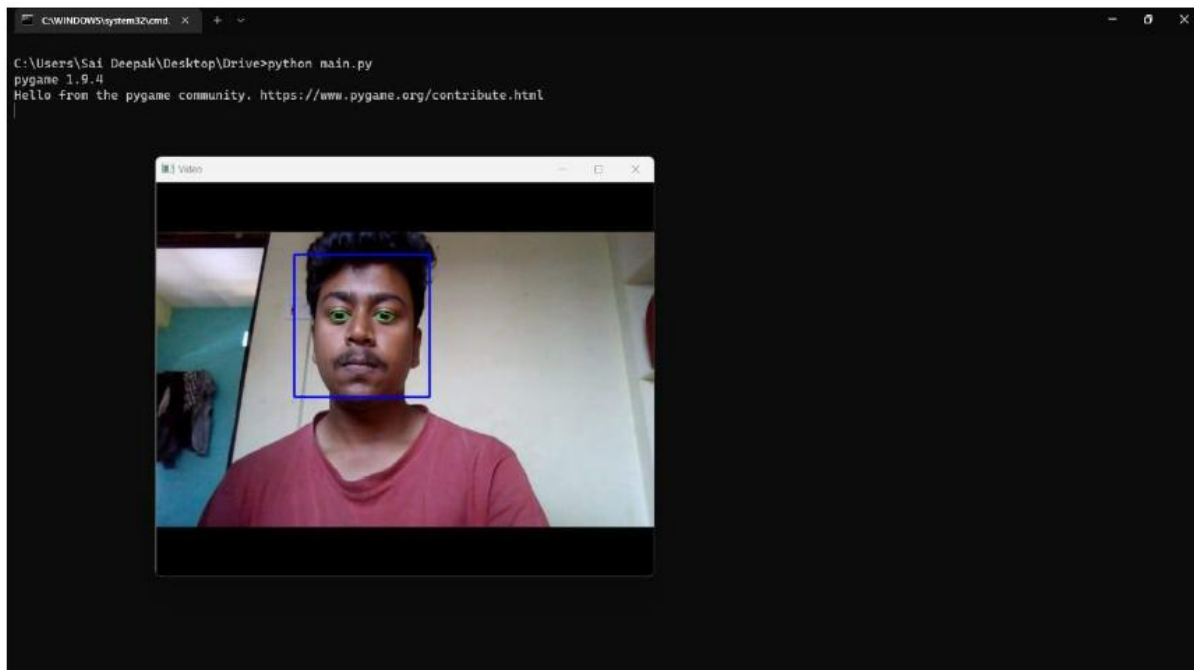 C:\WINDOWS\system32\cmd.
C:\Users\Sai Deepak\Desktop\Drive>python main.py
pygame 1.9.4
Hello from the pygame community. https://www.pygame.org/contribute.html
Video